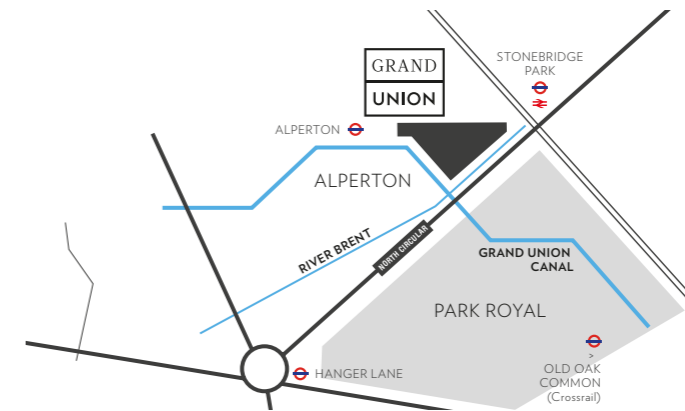 GRAND
UNION
STONEBRIDGE
PARK
ALPERTON
ALPERTON
RIVER BRENT
NORTH CIRCULAR
GRAND UNION
CANAL
PARK ROYAL
HANGER LANE
>
OLD OAK
COMMON
(Crossrail)